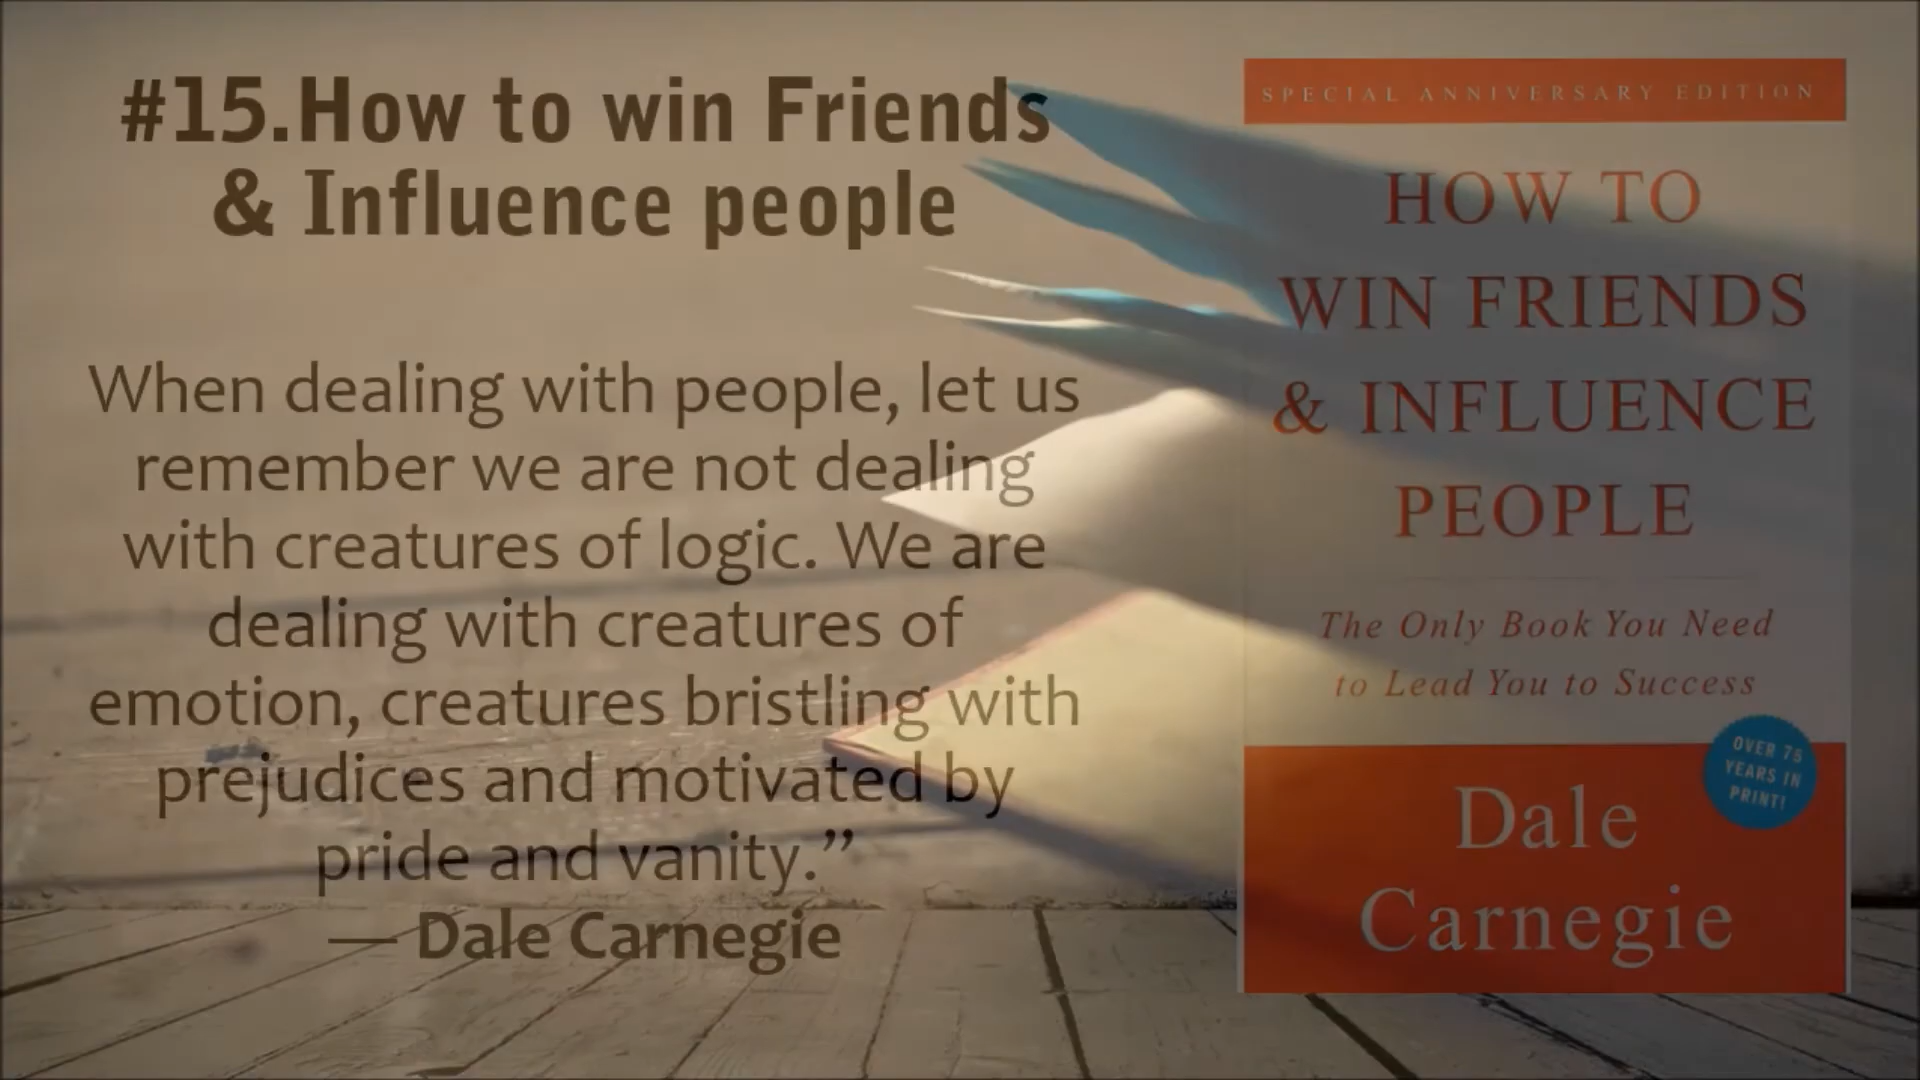 #15.How to win Friends
& Influence people
When dealing with people, let us
remember we are not dealing
with creatures of logic. We are
dealing with creatures of
emotion, creatures bristling with
prejudices and motivated by
pride and vanity.”
— Dale Carnegie
SPECIAL ANNIVERSARY EDITION
HOW TO
WIN FRIENDS
& INFLUENCE
PEOPLE
The Only Book You Need
to Lead You to Success
OVER 75
YEARS IN
PRINT!
Dale
Carnegie